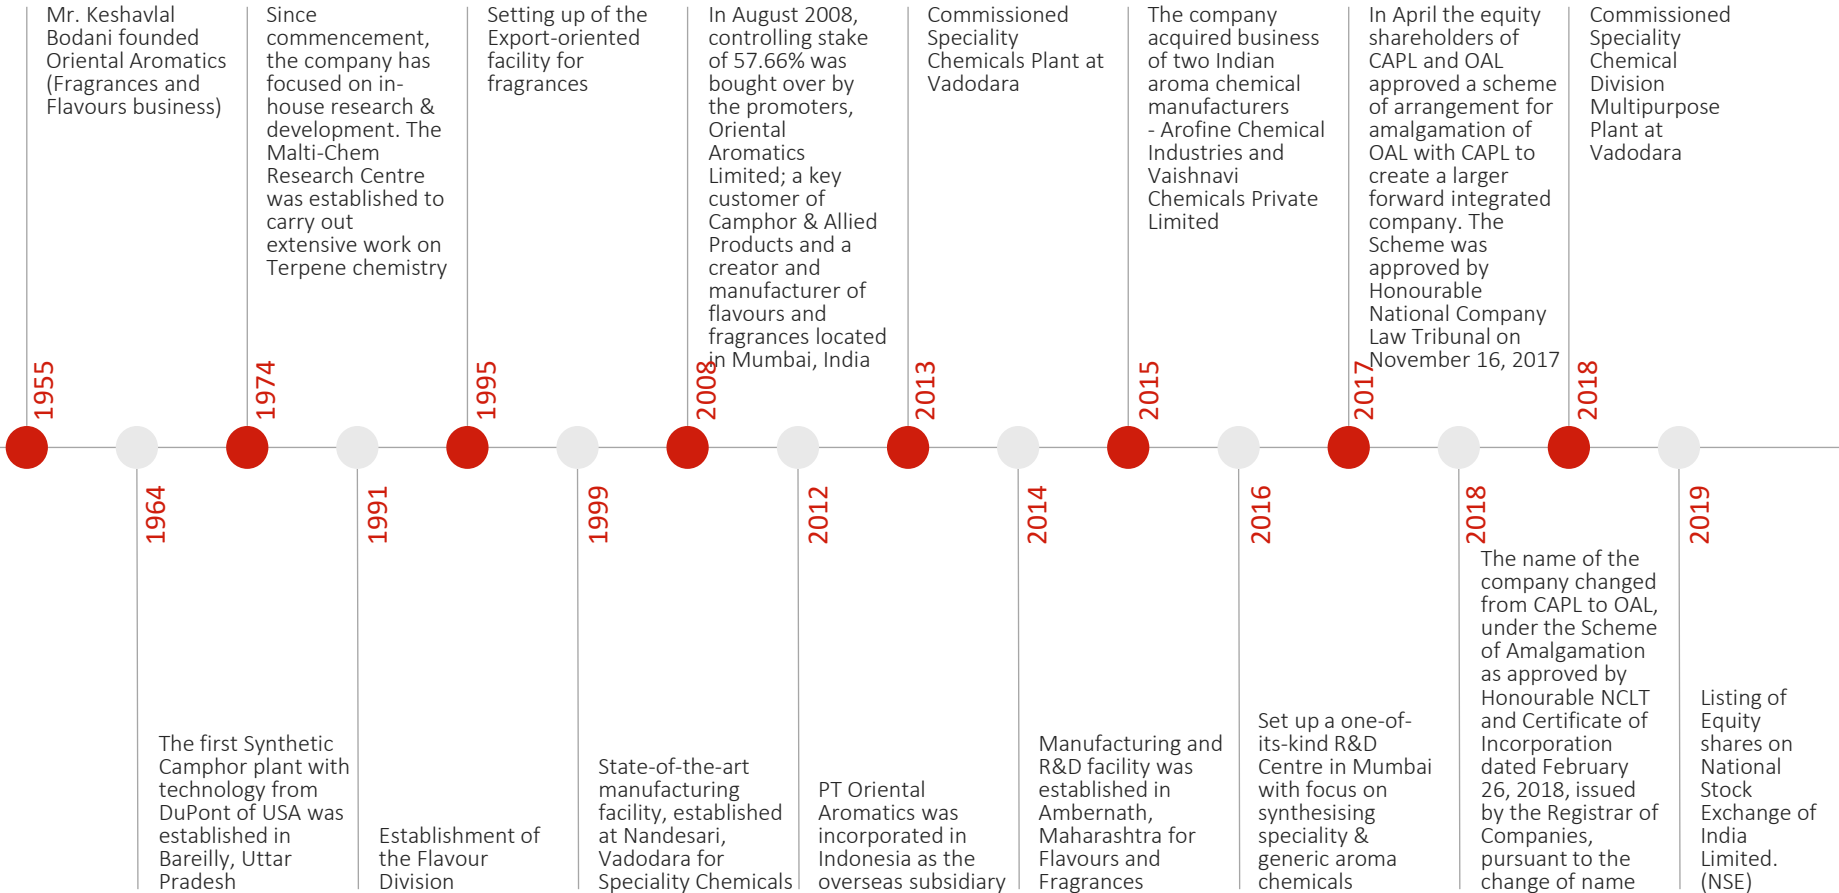 Mr. Keshavlal
Bodani founded
Oriental Aromatics
(Fragrances and
Flavours business)
1955
Since
commencement,
the company has
focused on in-
house research &
development. The
Malti-Chem
Research Centre
was established to
carry out
extensive work on
Terpene chemistry
1974
Setting up of the
Export-oriented
facility for
fragrances
1995
In August 2008,
controlling stake
of 57.66% was
bought over by
the promoters,
Oriental
Aromatics
Limited; a key
customer of
Camphor & Allied
Products and a
creator and
manufacturer of
flavours and
fragrances located
in Mumbai, India
2008
Commissioned
Speciality
Chemicals Plant at
Vadodara
2013
The company
acquired business
of two Indian
aroma chemical
manufacturers
- Arofine Chemical
Industries and
Vaishnavi
Chemicals Private
Limited
2015
In April the equity
shareholders of
CAPL and OAL
approved a scheme
of arrangement for
amalgamation of
OAL with CAPL to
create a larger
forward integrated
company. The
Scheme was
approved by
Honourable
National Company
Law Tribunal on
November 16, 2017
2017
Commissioned
Speciality
Chemical
Division
Multipurpose
Plant at
Vadodara
2018
1964
The first Synthetic
Camphor plant with
technology from
DuPont of USA was
established in
Bareilly, Uttar
Pradesh
1991
Establishment of
the Flavour
Division
1999
State-of-the-art
manufacturing
facility, established
at Nandesari,
Vadodara for
Speciality Chemicals
2012
PT Oriental
Aromatics was
incorporated in
Indonesia as the
overseas subsidiary
2014
Manufacturing and
R&D facility was
established in
Ambernath,
Maharashtra for
Flavours and
Fragrances
2016
Set up a one-of-
its-kind R&D
Centre in Mumbai
with focus on
synthesising
speciality &
generic aroma
chemicals
2018
The name of the
company changed
from CAPL to OAL,
under the Scheme
of Amalgamation
as approved by
Honourable NCLT
and Certificate of
Incorporation
dated February
26, 2018, issued
by the Registrar of
Companies,
pursuant to the
change of name
2019
Listing of
Equity
shares on
National
Stock
Exchange of
India
Limited.
(NSE)